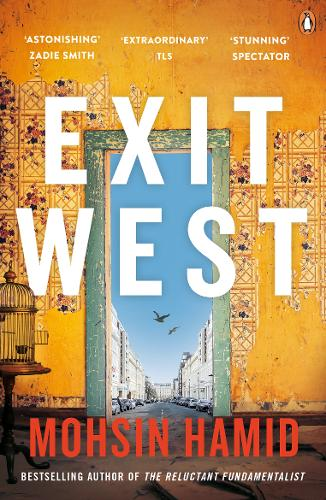 'ASTONISHING' 'EXTRAORDINARY' 'STUNNING'
ZADIE SMITH TLS SPECTATOR
EXIT
WEST
MOHSIN HAMID
BESTSELLING AUTHOR OF THE RELUCTANT FUNDAMENTALIST